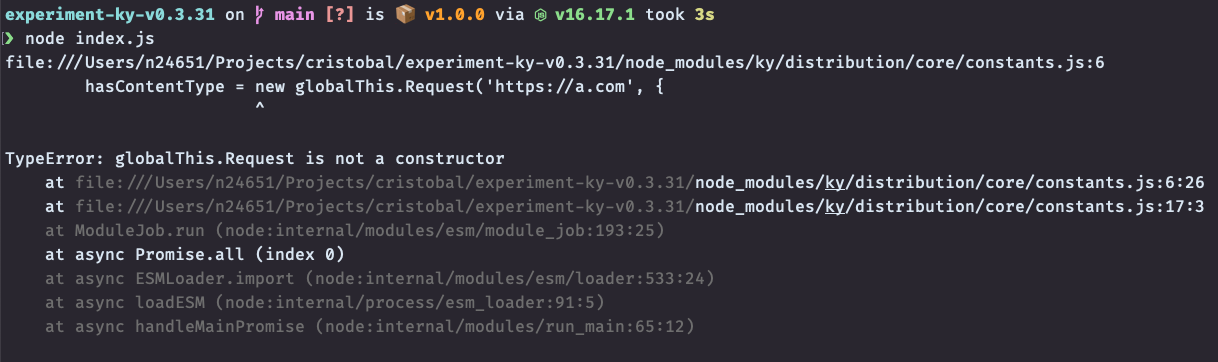 experiment-ky-v0.3.31 on main [?] is 📦 v1.0.0 via v16.17.1 took 3s
❯ node index.js
file:///Users/n24651/Projects/cristobal/experiment-ky-v0.3.31/node_modules/ky/distribution/core/constants.js:6
        hasContentType = new globalThis.Request('https://a.com', {
                         ^
TypeError: globalThis.Request is not a constructor
    at file:///Users/n24651/Projects/cristobal/experiment-ky-v0.3.31/node_modules/ky/distribution/core/constants.js:6:26
    at file:///Users/n24651/Projects/cristobal/experiment-ky-v0.3.31/node_modules/ky/distribution/core/constants.js:17:3
    at ModuleJob.run (node:internal/modules/esm/module_job:193:25)
    at async Promise.all (index 0)
    at async ESMLoader.import (node:internal/modules/esm/loader:533:24)
    at async loadESM (node:internal/process/esm_loader:91:5)
    at async handleMainPromise (node:internal/modules/run_main:65:12)